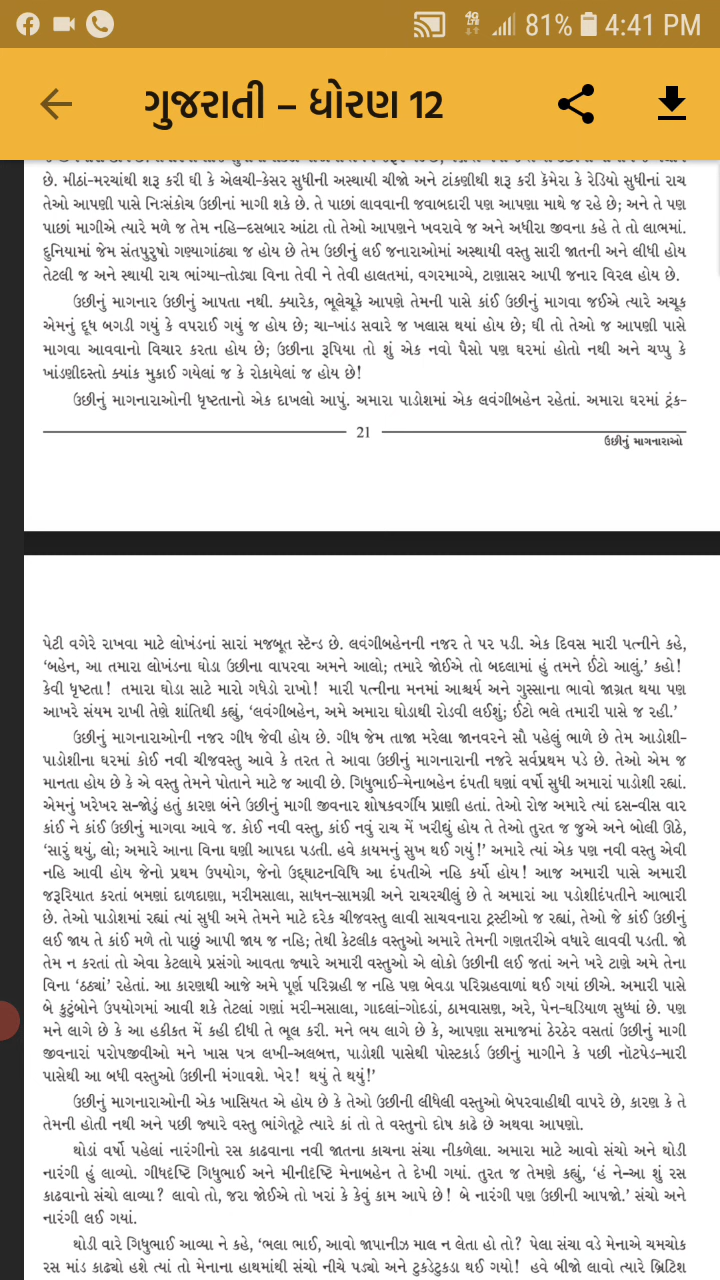 81% 4:41 PM
ગુજરાતી – ધોરણ 12
છે. મીઠાં-મરચાંથી શરૂ કરી ઘી કે એલચી-કેસર સુધીની અસ્થાયી ચીજો અને ટાંકણીથી શરૂ કરી કેમેરા કે રેડિયો સુધીનાં રાચ
તેઓ આપણી પાસે નિઃસંકોચ ઉછીનાં માગી શકે છે. તે પાછાં લાવવાની જવાબદારી પણ આપણા માથે જ રહે છે; અને તે પણ
પાછાં માગીએ ત્યારે મળે જ તેમ નહિ–દસબાર આંટા તો તેઓ આપણને ખવરાવે જ અને અધીરા જીવના કહે તે તો લાભમાં.
દુનિયામાં જેમ સંતપુરુષો ગણ્યાગાંઠ્યા જ હોય છે તેમ ઉછીનું લઈ જનારાઓમાં અસ્થાયી વસ્તુ સારી જાતની અને લીધી હોય
તેટલી જ અને સ્થાયી રાચ ભાંગ્યા-તોડ્યા વિના તેવી ને તેવી હાલતમાં, વગરમાગ્યે, ટાણાસર આપી જનાર વિરલ હોય છે.
ઉછીનું માગનાર ઉછીનું આપતા નથી. ક્યારેક, ભૂલેચૂકે આપણે તેમની પાસે કાંઈ ઉછીનું માગવા જઈએ ત્યારે અચૂક
એમનું દૂધ બગડી ગયું કે વપરાઈ ગયું જ હોય છે; ચા-ખાંડ સવારે જ ખલાસ થયાં હોય છે; ઘી તો તેઓ જ આપણી પાસે
માગવા આવવાનો વિચાર કરતા હોય છે; ઉછીના રૂપિયા તો શું એક નવો પૈસો પણ ઘરમાં હોતો નથી અને ચપ્પુ કે
ખાંડણીદસ્તો ક્યાંક મુકાઈ ગયેલાં જ કે રોકાયેલાં જ હોય છે!
ઉછીનું માગનારાઓની ધૃષ્ટતાનો એક દાખલો આપું. અમારા પાડોશમાં એક લવંગીબહેન રહેતાં. અમારા ઘરમાં ટ્રંક-
21
ઉછીનું માગનારાઓ
પેટી વગેરે રાખવા માટે લોખંડનાં સારાં મજબૂત સ્ટૅન્ડ છે. લવંગીબહેનની નજર તે પર પડી. એક દિવસ મારી પત્નીને કહે,
‘બહેન, આ તમારા લોખંડના ઘોડા ઉછીના વાપરવા અમને આલો; તમારે જોઈએ તો બદલામાં હું તમને ઈંટો આલું.’ કહો!
કેવી ધૃષ્ટતા! તમારા ઘોડા સાટે મારો ગધેડો રાખો! મારી પત્નીના મનમાં આશ્ચર્ય અને ગુસ્સાના ભાવો જાગ્રત થયા પણ
આખરે સંયમ રાખી તેણે શાંતિથી કહ્યું, ‘લવંગીબહેન, અમે અમારા ઘોડાથી રોડવી લઈશું; ઈંટો ભલે તમારી પાસે જ રહી.’
ઉછીનું માગનારાઓની નજર ગીધ જેવી હોય છે. ગીધ જેમ તાજા મરેલા જાનવરને સૌ પહેલું ભાળે છે તેમ આડોશી-
પાડોશીના ઘરમાં કોઈ નવી ચીજવસ્તુ આવે કે તરત તે આવા ઉછીનું માગનારાની નજરે સર્વપ્રથમ પડે છે. તેઓ એમ જ
માનતા હોય છે કે એ વસ્તુ તેમને પોતાને માટે જ આવી છે. ગિધુભાઈ-મેનાબહેન દંપતી ઘણાં વર્ષો સુધી અમારાં પાડોશી રહ્યાં.
એમનું ખરેખર સ-જોડું હતું કારણ બંને ઉછીનું માગી જીવનાર શોષકવર્ગીય પ્રાણી હતાં. તેઓ રોજ અમારે ત્યાં દસ-વીસ વાર
કાંઈ ને કાંઈ ઉછીનું માગવા આવે જ. કોઈ નવી વસ્તુ, કાંઈ નવું રાચ મેં ખરીદ્યું હોય તે તેઓ તુરત જ જુએ અને બોલી ઊઠે,
‘સારું થયું, લો; અમારે આના વિના ઘણી આપદા પડતી. હવે કાયમનું સુખ થઈ ગયું!’ અમારે ત્યાં એક પણ નવી વસ્તુ એવી
નહિ આવી હોય જેનો પ્રથમ ઉપયોગ, જેનો ઉદ્ઘાટનવિધિ આ દંપતીએ નહિ કર્યો હોય! આજ અમારી પાસે અમારી
જરૂરિયાત કરતાં બમણાં દાળદાણા, મરીમસાલા, સાધન-સામગ્રી અને રાચરચીલું છે તે અમારાં આ પડોશીદંપતીને આભારી
છે. તેઓ પાડોશમાં રહ્યાં ત્યાં સુધી અમે તેમને માટે દરેક ચીજવસ્તુ લાવી સાચવનારા ટ્રસ્ટીઓ જ રહ્યાં, તેઓ જે કાંઈ ઉછીનું
લઈ જાય તે કાંઈ મળે તો પાછું આપી જાય જ નહિ; તેથી કેટલીક વસ્તુઓ અમારે તેમની ગણતરીએ વધારે લાવવી પડતી. જો
તેમ ન કરતાં તો એવા કેટલાયે પ્રસંગો આવતા જ્યારે અમારી વસ્તુઓ એ લોકો ઉછીની લઈ જતાં અને ખરે ટાણે અમે તેના
વિના ‘ઠઠ્યાં’ રહેતાં. આ કારણથી આજે અમે પૂર્ણ પરિગ્રહી જ નહિ પણ બેવડા પરિગ્રહવાળાં થઈ ગયાં છીએ. અમારી પાસે
બે કુટુંબોને ઉપયોગમાં આવી શકે તેટલાં ગણાં મરી-મસાલા, ગાદલાં-ગોદડાં, ઠામવાસણ, અરે, પેન-ઘડિયાળ સુધ્ધાં છે. પણ
મને લાગે છે કે આ હકીકત મેં કહી દીધી તે ભૂલ કરી. મને ભય લાગે છે કે, આપણા સમાજમાં ઠેરઠેર વસતાં ઉછીનું માગી
જીવનારાં પરોપજીવીઓ મને ખાસ પત્ર લખી-અલબત્ત, પાડોશી પાસેથી પોસ્ટકાર્ડ ઉછીનું માગીને કે પછી નૉટપેડ-મારી
પાસેથી આ બધી વસ્તુઓ ઉછીની મંગાવશે. ખેર! થયું તે થયું!’
ઉછીનું માગનારાઓની એક ખાસિયત એ હોય છે કે તેઓ ઉછીની લીધેલી વસ્તુઓ બેપરવાહીથી વાપરે છે, કારણ કે તે
તેમની હોતી નથી અને પછી જ્યારે વસ્તુ ભાંગેતૂટે ત્યારે કાં તો તે વસ્તુનો દોષ કાઢે છે અથવા આપણો.
થોડાં વર્ષો પહેલાં નારંગીનો રસ કાઢવાના નવી જાતના કાચના સંચા નીકળેલા. અમારા માટે આવો સંચો અને થોડી
નારંગી હું લાવ્યો. ગીધદૃષ્ટિ ગિધુભાઈ અને મીનીદૃષ્ટિ મેનાબહેન તે દેખી ગયાં. તુરત જ તેમણે કહ્યું, ‘હં ને-આ શું રસ
કાઢવાનો સંચો લાવ્યા? લાવો તો, જરા જોઈએ તો ખરાં કે કેવું કામ આપે છે! બે નારંગી પણ ઉછીની આપજો.’ સંચો અને
નારંગી લઈ ગયાં.
થોડી વારે ગિધુભાઈ આવ્યા ને કહે, ‘ભલા ભાઈ, આવો જાપાનીઝ માલ ન લેતા હો તો? પેલા સંચા વડે મેનાએ ચમચોક
રસ માંડ કાઢ્યો હશે ત્યાં તો મેનાના હાથમાંથી સંચો નીચે પડ્યો અને ટુકડેટુકડા થઈ ગયો! હવે બીજો લાવો ત્યારે બ્રિટિશ